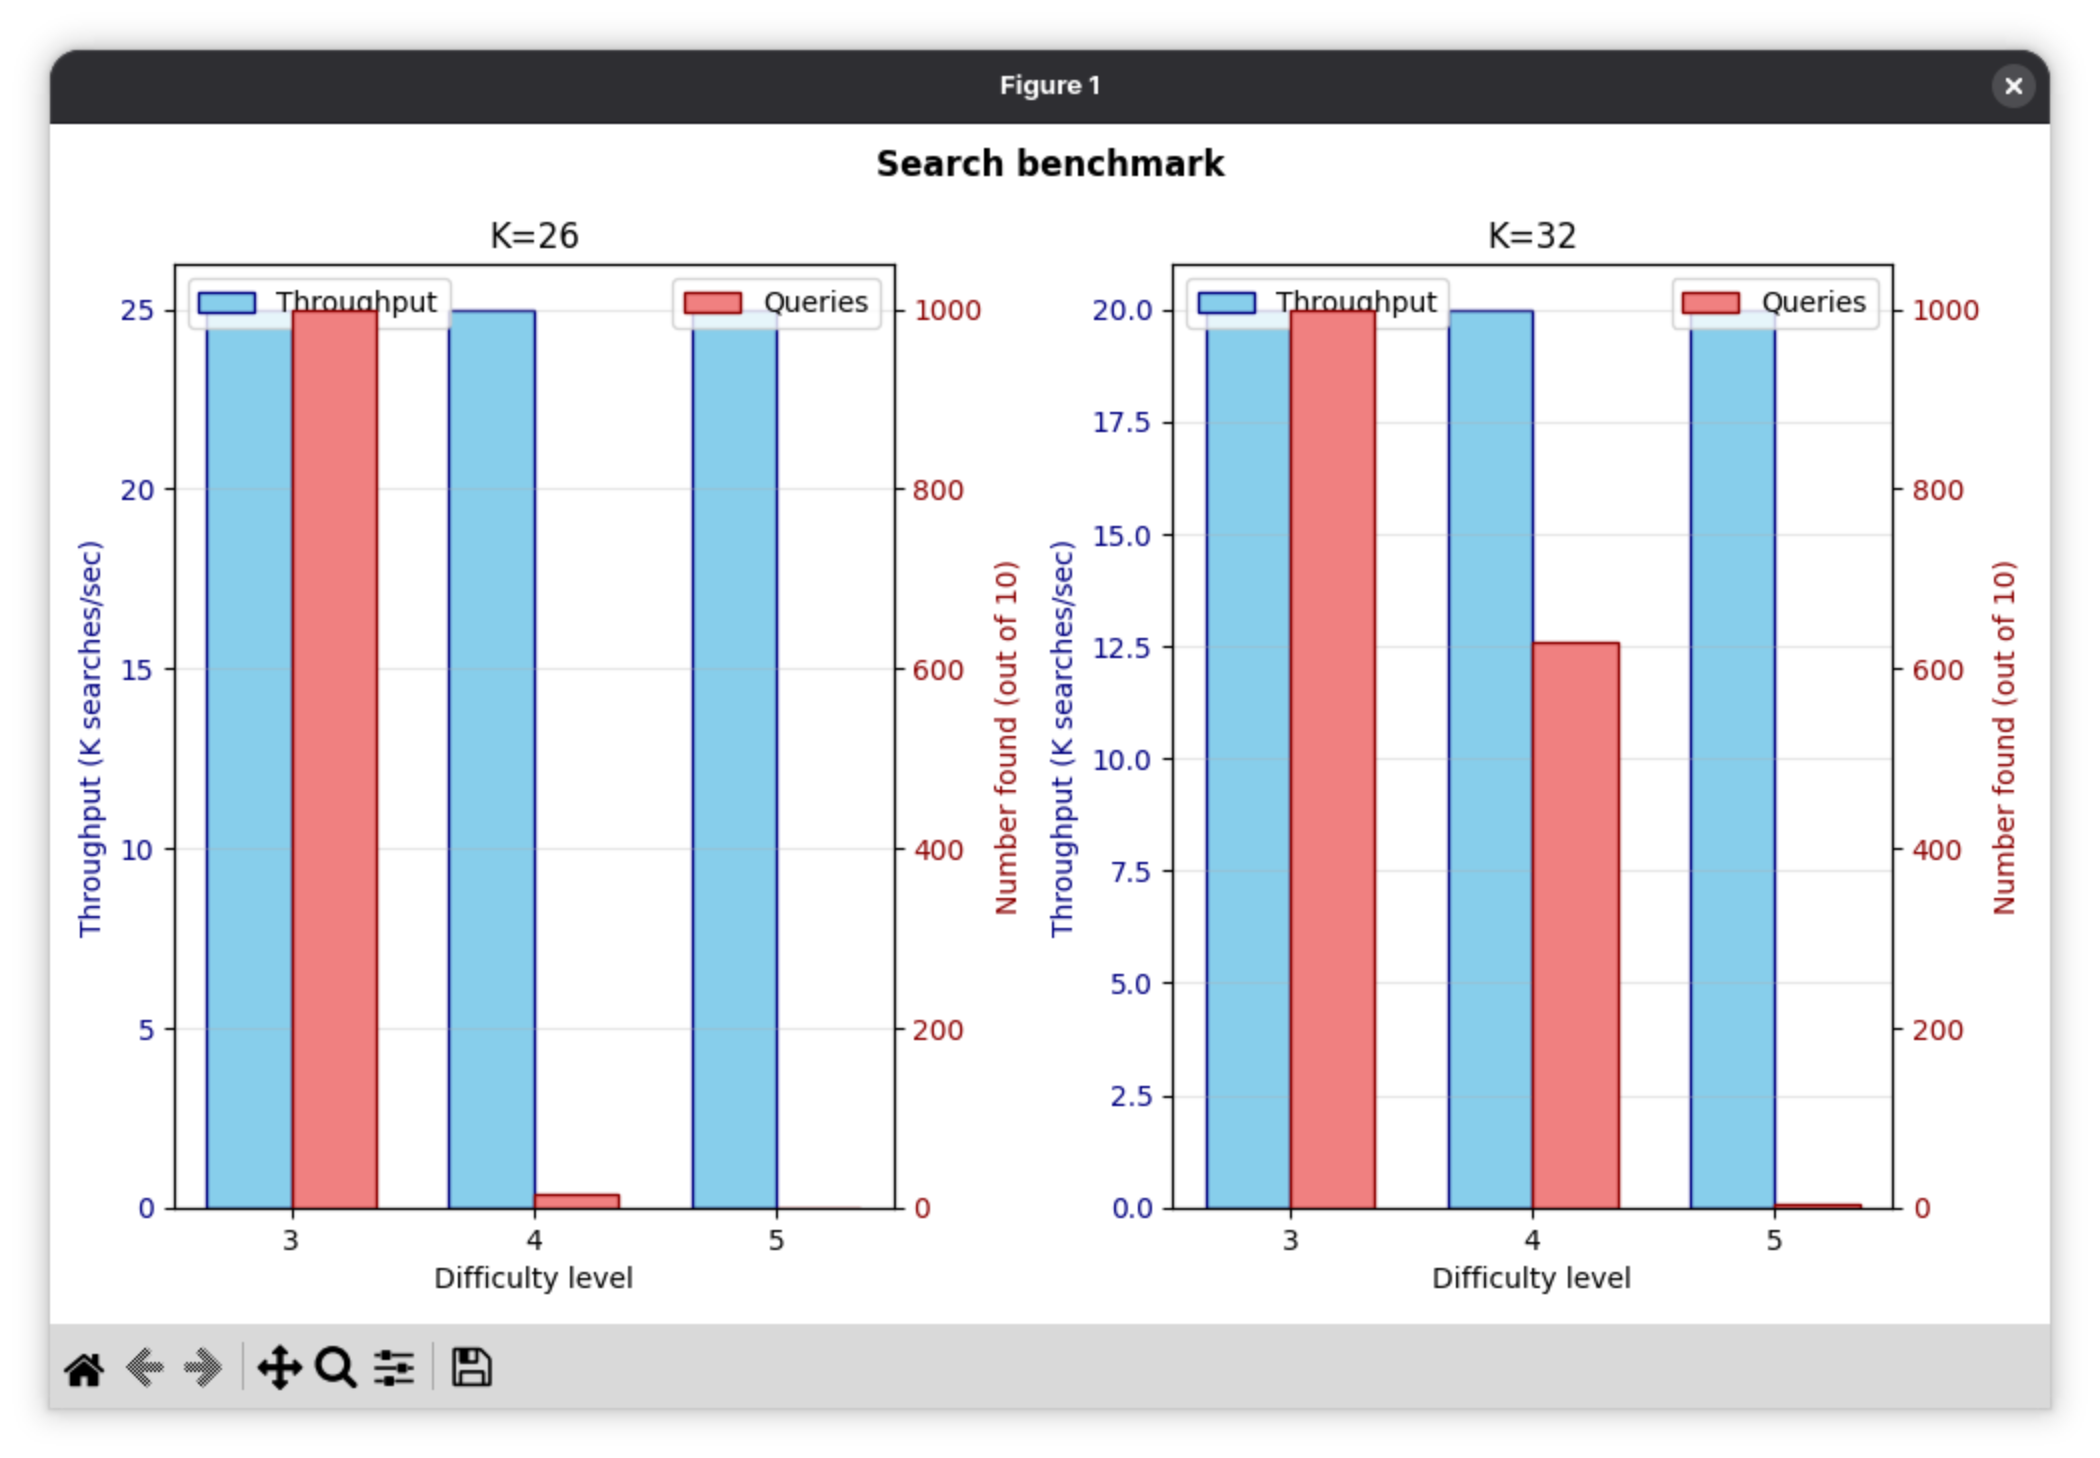 Figure 1
Search benchmark
K=26
Throughput
Queries
25
20
15
10
5
0
1000
800
600
400
200
0
Throughput (K searches/sec)
Number found (out of 10)
3 4 5
Difficulty level
K=32
Throughput
Queries
20.0
17.5
15.0
12.5
10.0
7.5
5.0
2.5
0.0
1000
800
600
400
200
0
Throughput (K searches/sec)
Number found (out of 10)
3 4 5
Difficulty level